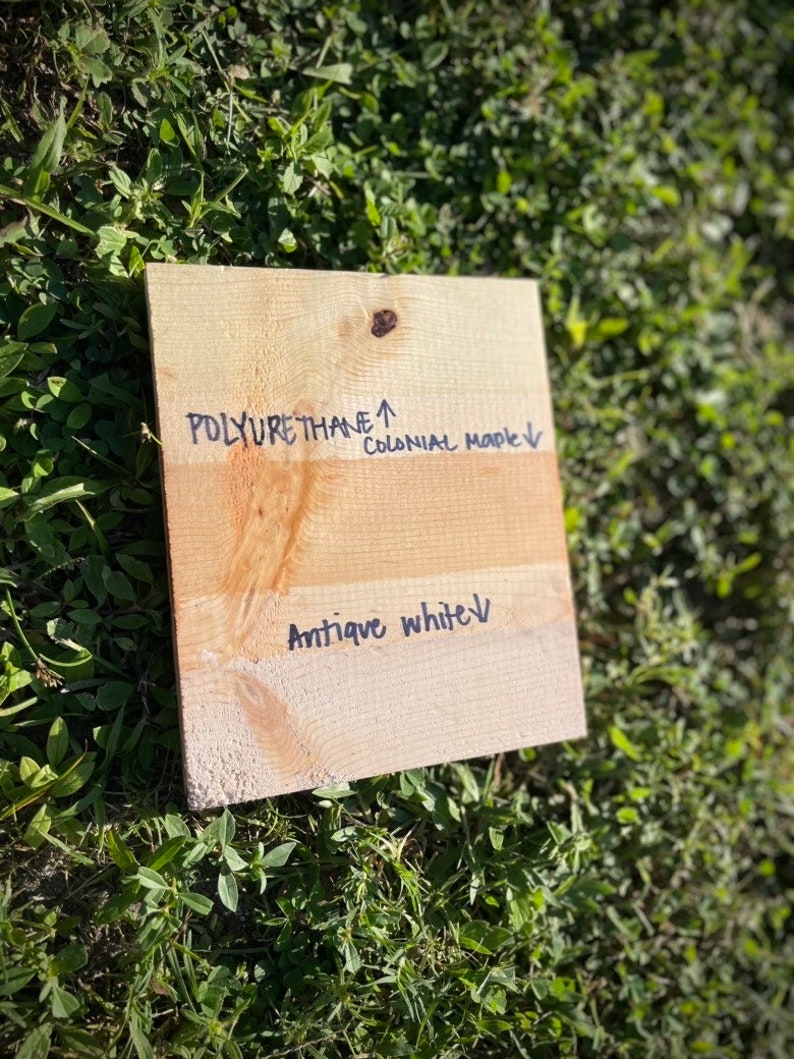 POLYURETHANE ↑
COLONIAL Maple ↓
Antique white ↓